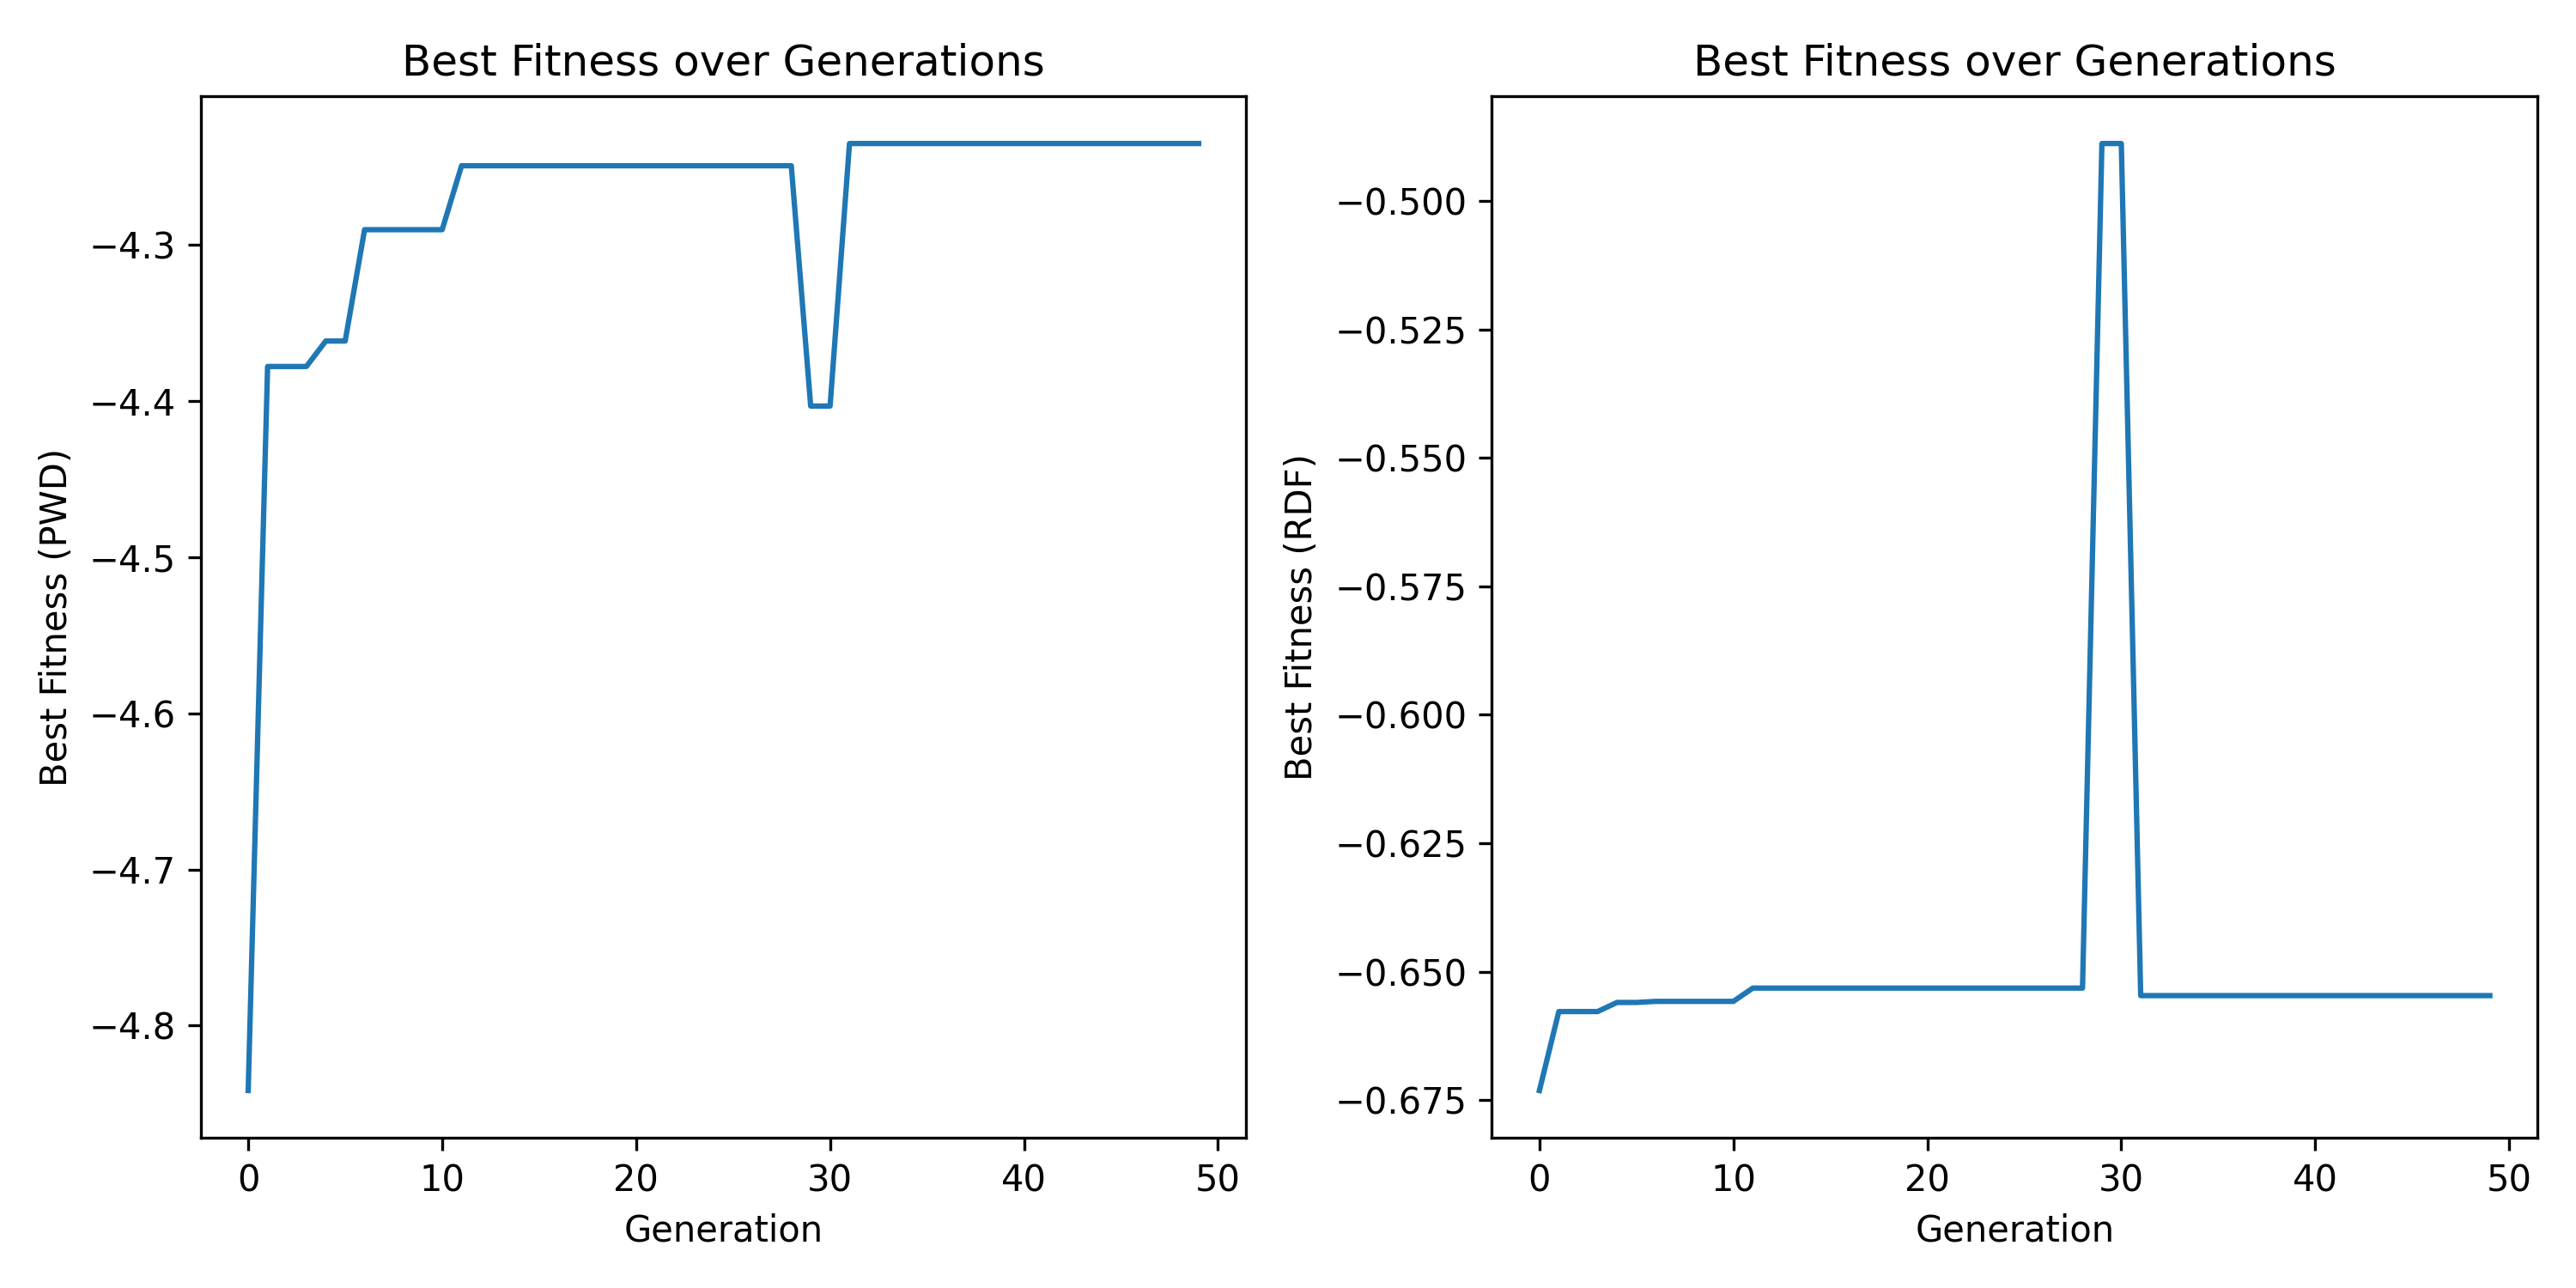 Best Fitness over Generations
Best Fitness (PWD)
−4.3
−4.4
−4.5
−4.6
−4.7
−4.8
0 10 20 30 40 50
Generation
Best Fitness over Generations
Best Fitness (RDF)
−0.500
−0.525
−0.550
−0.575
−0.600
−0.625
−0.650
−0.675
0 10 20 30 40 50
Generation